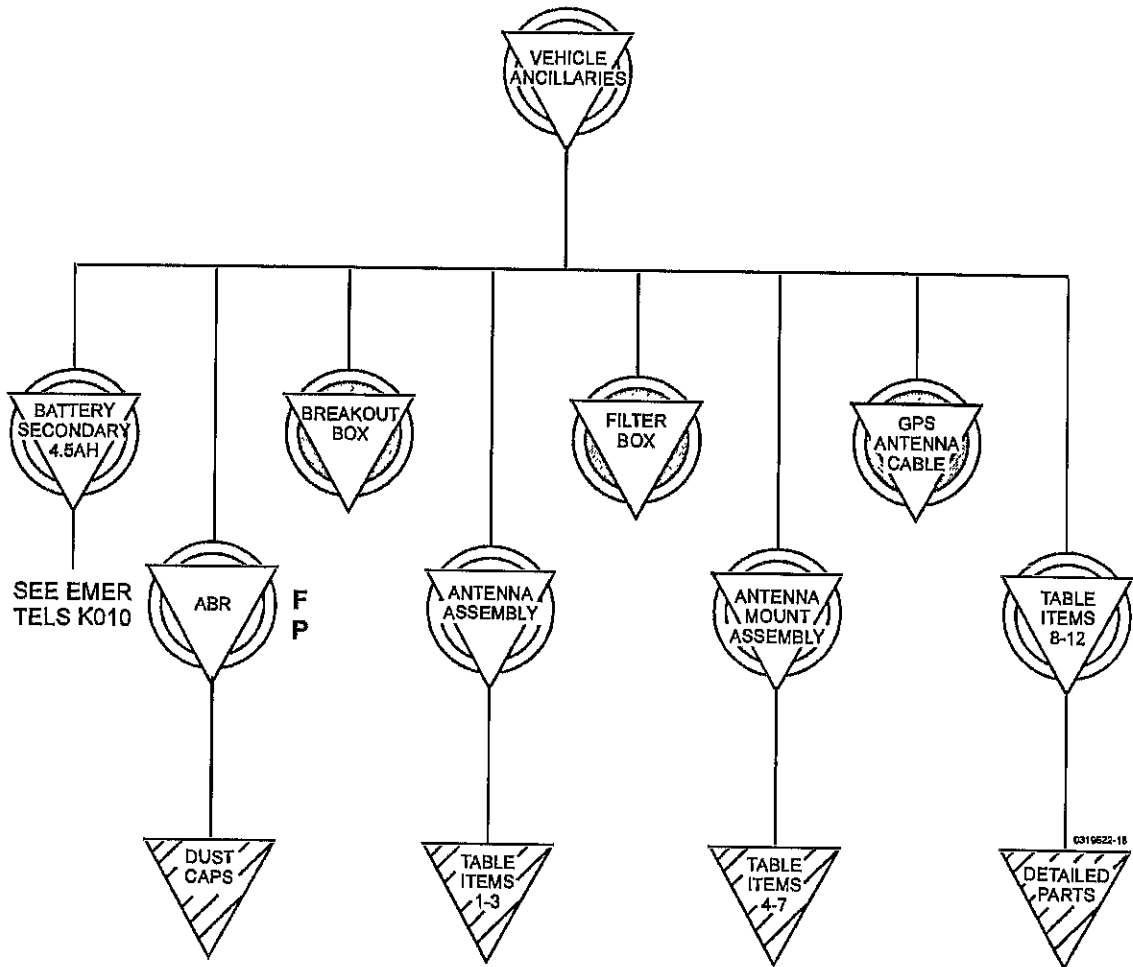 VEHICLE
ANCILLARIES
BATTERY
SECONDARY
4.5AH
BREAKOUT
BOX
FILTER
BOX
GPS
ANTENNA
CABLE
SEE EMER
TELS K010
ABR
F
P
ANTENNA
ASSEMBLY
ANTENNA
MOUNT
ASSEMBLY
TABLE
ITEMS
8-12
DUST
CAPS
TABLE
ITEMS
1-3
TABLE
ITEMS
4-7
0319522-18
DETAILED
PARTS